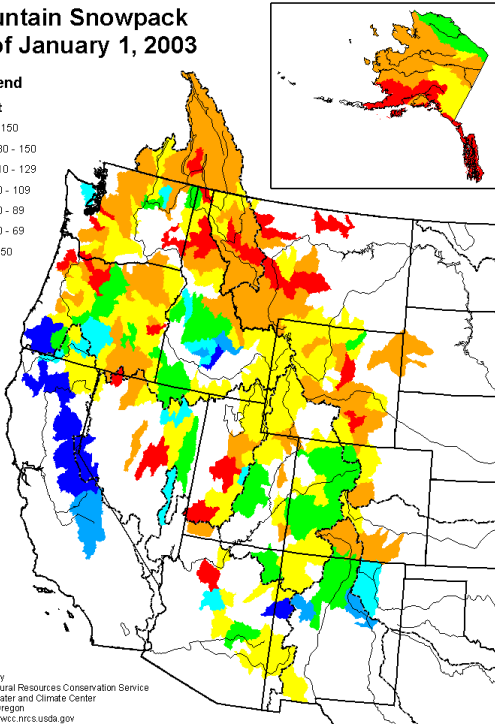 untain Snowpack
of January 1, 2003
end
t
150
30 - 150
10 - 129
0 - 109
0 - 89
0 - 69
50
y
ural Resources Conservation Service
ater and Climate Center
regon
wcc.nrcs.usda.gov